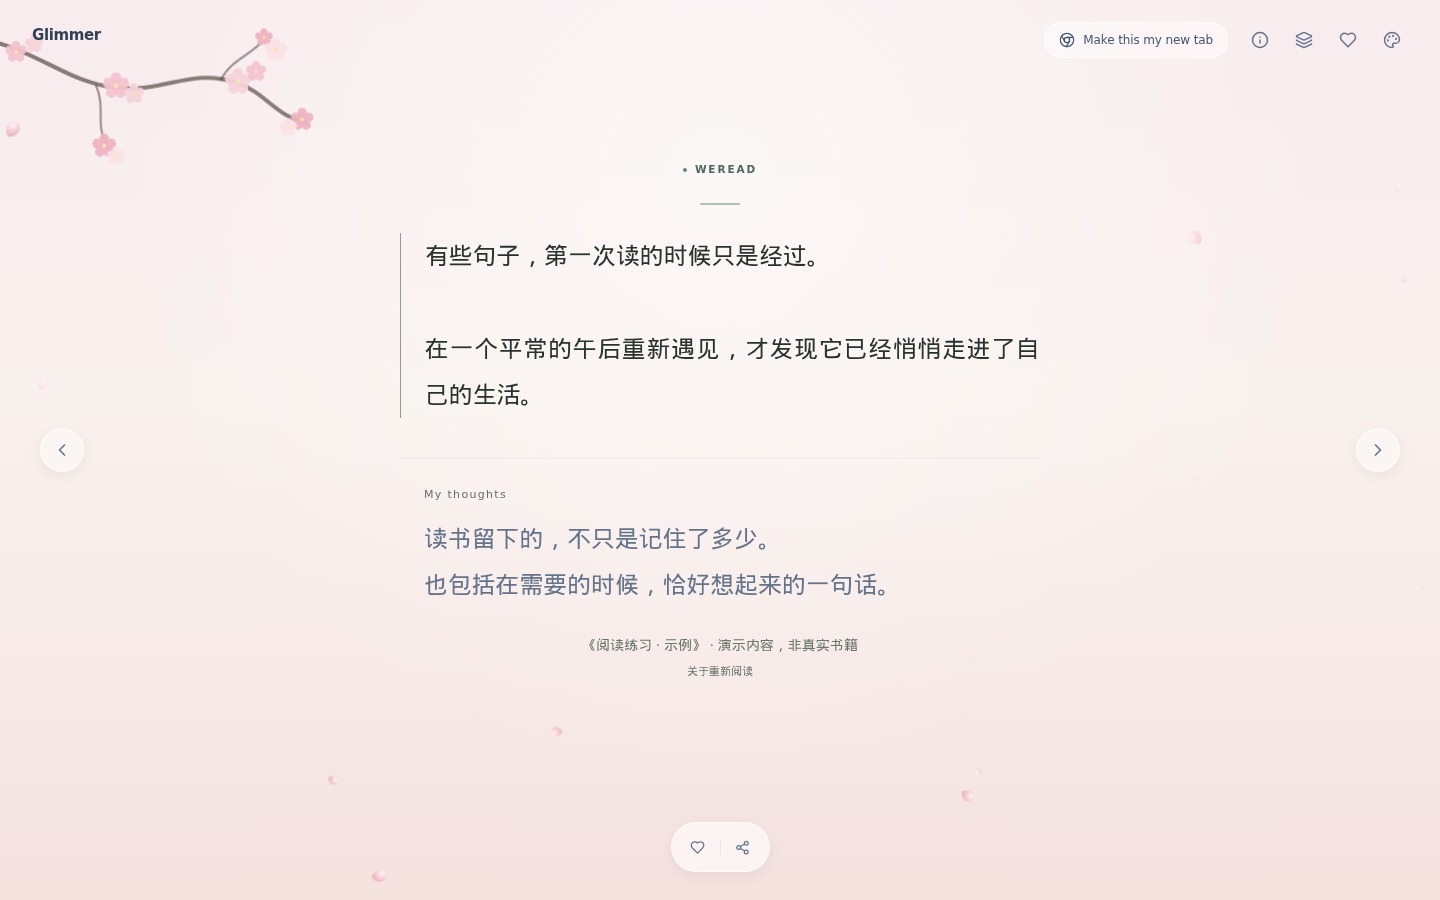 Glimmer
Make this my new tab
• WEREAD
有些句子，第一次读的时候只是经过。
在一个平常的午后重新遇见，才发现它已经悄悄走进了自
己的生活。
My thoughts
读书留下的，不只是记住了多少。
也包括在需要的时候，恰好想起来的一句话。
《阅读练习 · 示例》 · 演示内容，非真实书籍
关于重新阅读